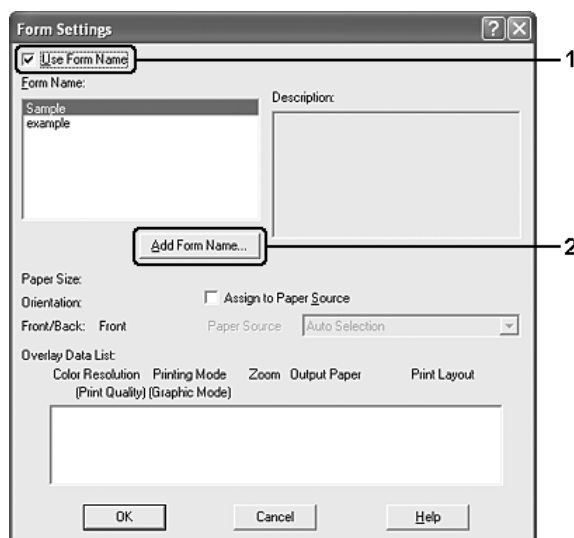 Form Settings
Use Form Name
1
Form Name:
Description:
Sample
example
Add Form Name...
2
Paper Size:
Orientation:
Assign to Paper Source
Front/Back: Front Paper Source Auto Selection
Overlay Data List:
Color Resolution Printing Mode Zoom Output Paper Print Layout
(Print Quality) (Graphic Mode)
OK Cancel Help